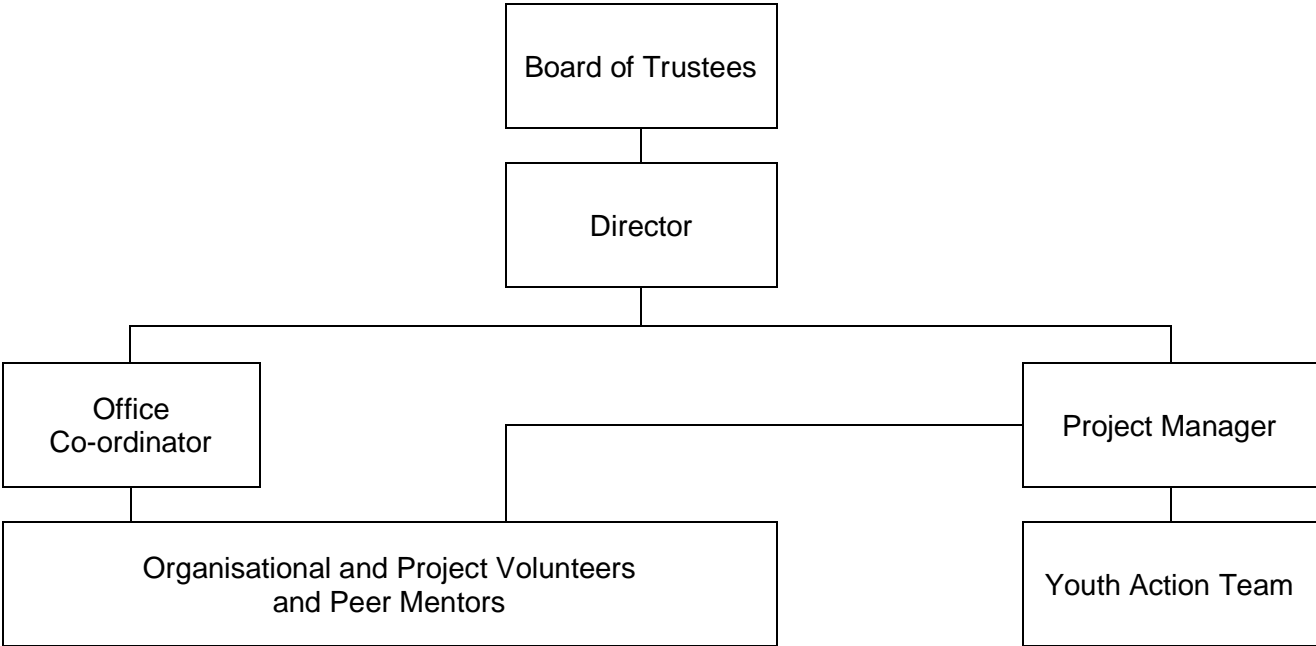 Board of Trustees
Director
Office
Co-ordinator
Project Manager
Organisational and Project Volunteers
and Peer Mentors
Youth Action Team